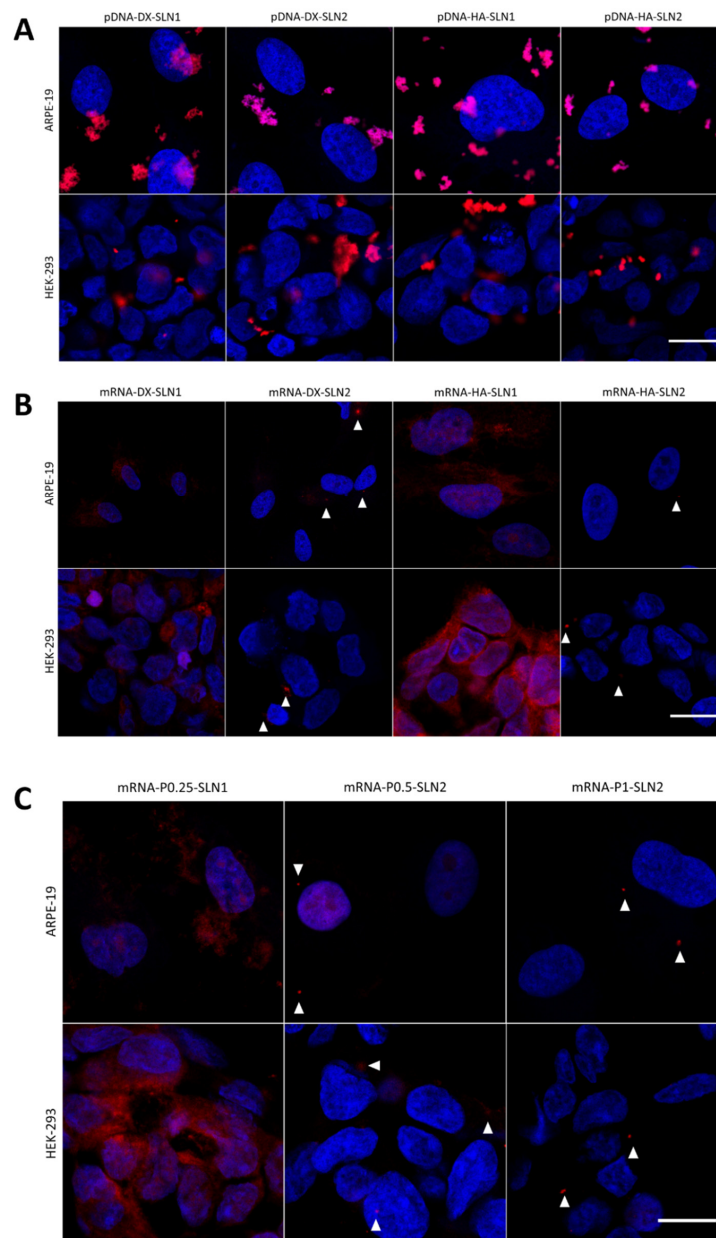 A
pDNA-DX-SLN1 pDNA-DX-SLN2 pDNA-HA-SLN1 pDNA-HA-SLN2
ARPE-19
HEK-293
B
mRNA-DX-SLN1 mRNA-DX-SLN2 mRNA-HA-SLN1 mRNA-HA-SLN2
ARPE-19
HEK-293
C
mRNA-P0.25-SLN1 mRNA-P0.5-SLN2 mRNA-P1-SLN2
ARPE-19
HEK-293